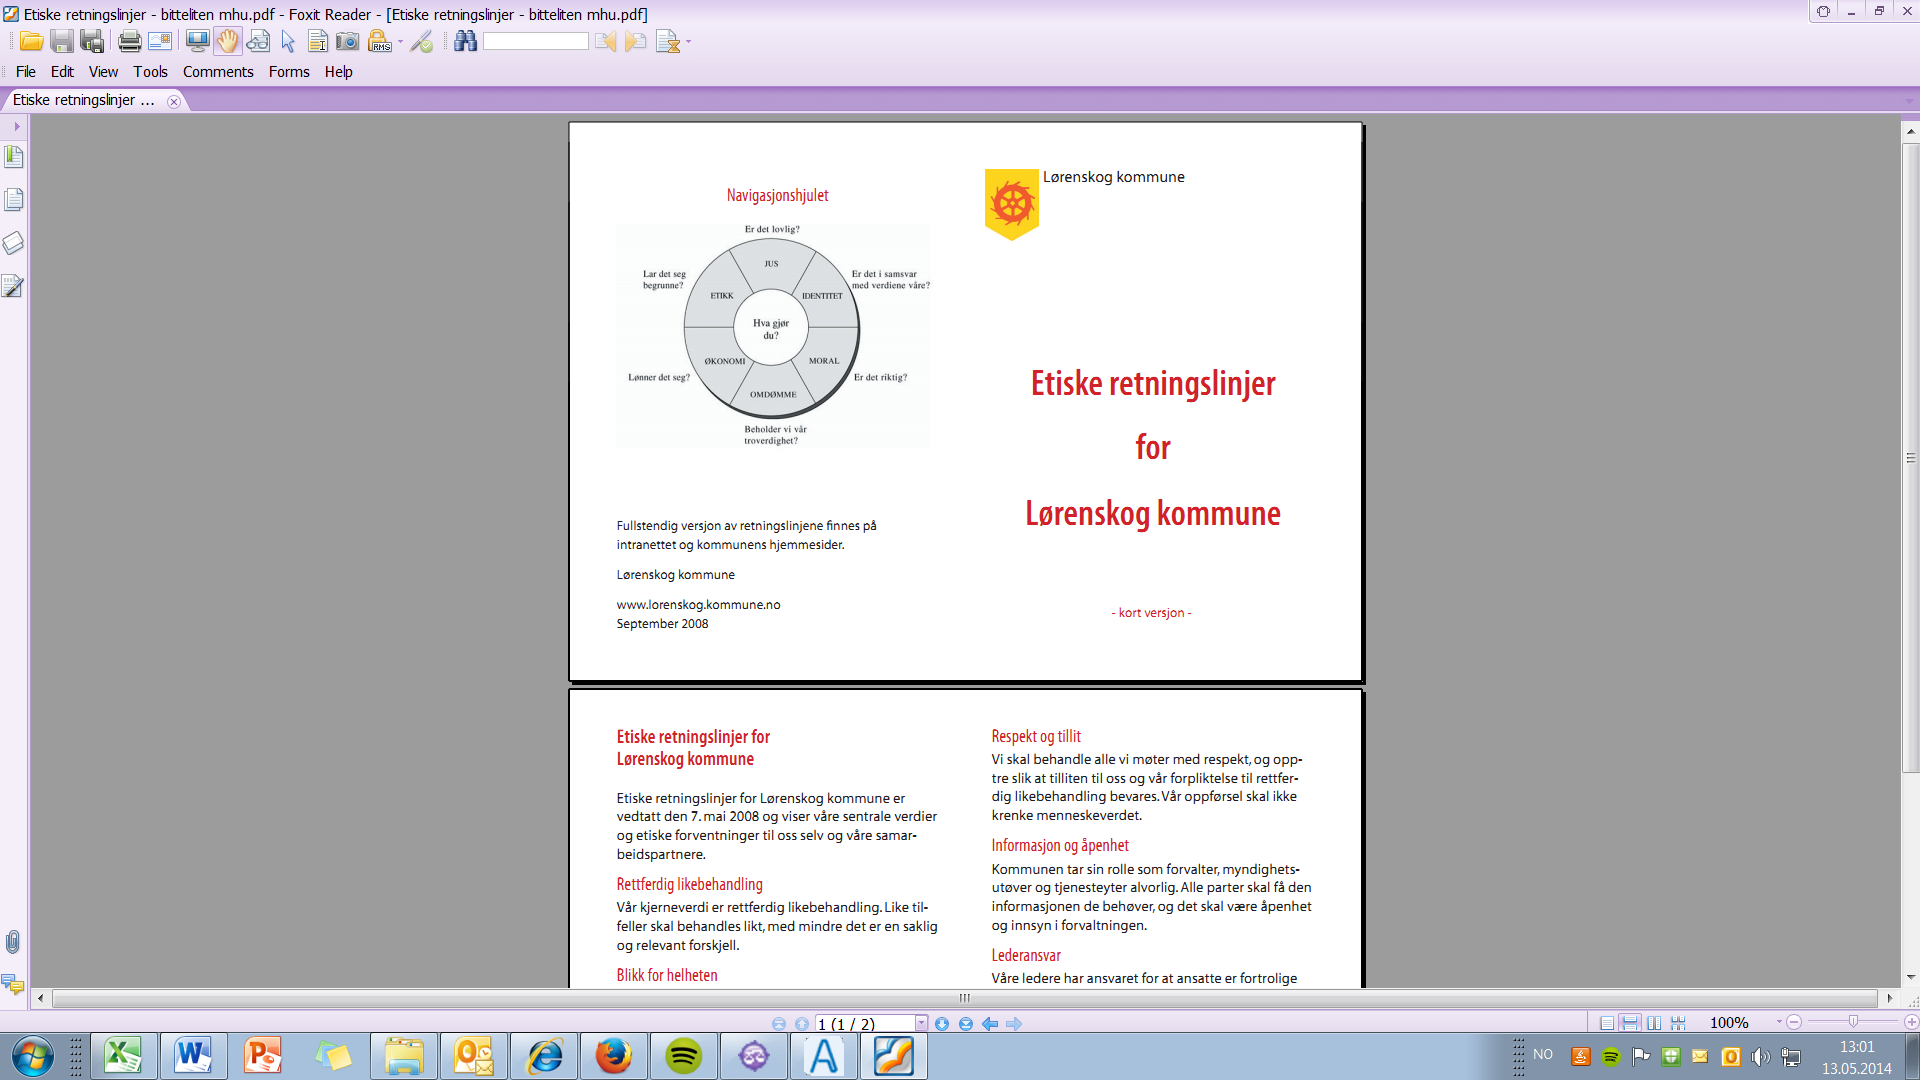 Etiske retningslinjer - bitteliten mhu.pdf - Foxit Reader - [Etiske retningslinjer - bitteliten mhu.pdf]
RMS
File Edit View Tools Comments Forms Help
Etiske retningslinjer ...
Navigasjonshjulet
Er det lovlig?
Lar det seg
begrunne?
JUS
Er det i samsvar
med verdiene våre?
ETIKK
IDENTITET
Hva gjør
du?
ØKONOMI
MORAL
Lønner det seg?
Er det riktig?
OMDØMME
Beholder vi vår
troverdighet?
Fullstendig versjon av retningslinjene finnes på
intranettet og kommunens hjemmesider.
Lørenskog kommune
www.lorenskog.kommune.no
September 2008
Lørenskog kommune
Etiske retningslinjer
for
Lørenskog kommune
- kort versjon -
Etiske retningslinjer for
Lørenskog kommune
Etiske retningslinjer for Lørenskog kommune er
vedtatt den 7. mai 2008 og viser våre sentrale verdier
og etiske forventninger til oss selv og våre samar-
beidspartnere.
Rettferdig likebehandling
Vår kjerneverdi er rettferdig likebehandling. Like til-
feller skal behandles likt, med mindre det er en saklig
og relevant forskjell.
Blikk for helheten
Respekt og tillit
Vi skal behandle alle vi møter med respekt, og opp-
tre slik at tilliten til oss og vår forpliktelse til rettfer-
dig likebehandling bevares. Vår oppførsel skal ikke
krenke menneskeverdet.
Informasjon og åpenhet
Kommunen tar sin rolle som forvalter, myndighets-
utøver og tjenesteyter alvorlig. Alle parter skal få den
informasjonen de behøver, og det skal være åpenhet
og innsyn i forvaltningen.
Lederansvar
Våre ledere har ansvaret for at ansatte er fortrolige
1 (1 / 2)
100%
NO
13:01
13.05.2014